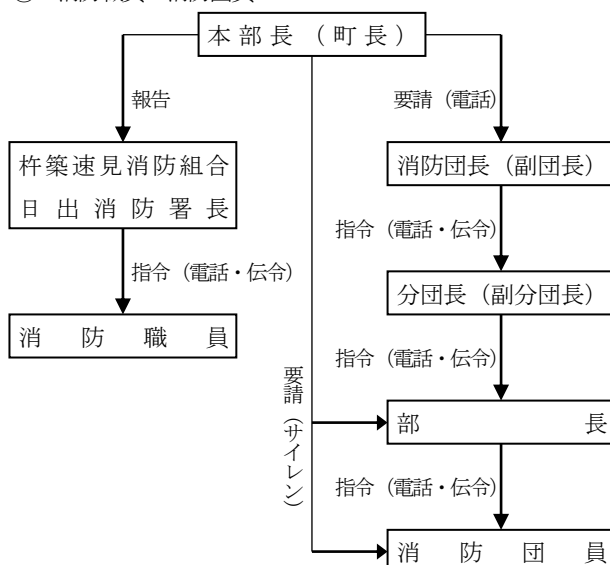 本部長（町長）
報告
要請（電話）
杵築速見消防組合
日出消防署長
消防団長（副団長）
指令（電話・伝令）
指令（電話・伝令）
分団長（副分団長）
消防職員
指令（電話・伝令）
要請（サイレン）
部長
指令（電話・伝令）
消防団員